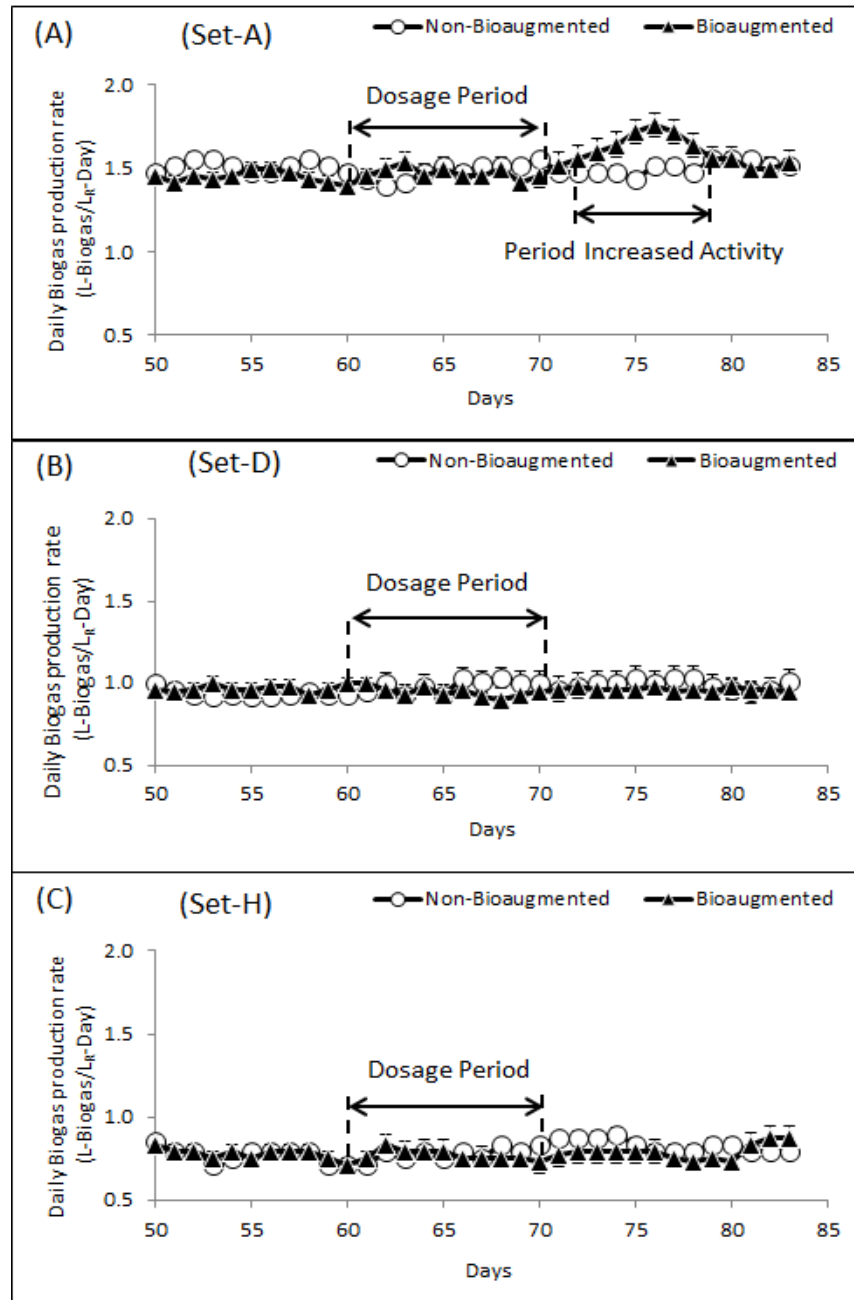 (A)
(Set-A)
Non-Bioaugmented
Bioaugmented
Daily Biogas production rate
(L-Biogas/LR-Day)
2.0
1.5
1.0
0.5
Dosage Period
Period Increased Activity
50 55 60 65 70 75 80 85
Days
(B)
(Set-D)
Non-Bioaugmented
Bioaugmented
Daily Biogas production rate
(L-Biogas/LR-Day)
2.0
1.5
1.0
0.5
Dosage Period
50 55 60 65 70 75 80 85
Days
(C)
(Set-H)
Non-Bioaugmented
Bioaugmented
Daily Biogas production rate
(L-Biogas/LR-Day)
2.0
1.5
1.0
0.5
Dosage Period
50 55 60 65 70 75 80 85
Days